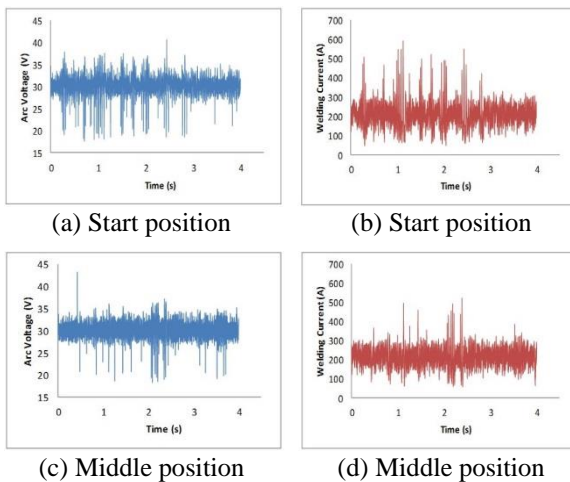 45
40
35
30
25
20
15
Arc Voltage (V)
0 1 2 3 4
Time (s)
700
600
500
400
300
200
100
0
Welding Current (A)
0 1 2 3 4
Time (s)
(a) Start position (b) Start position
45
40
35
30
25
20
15
Arc Voltage (V)
0 1 2 3 4
Time (s)
700
600
500
400
300
200
100
0
Welding Current (A)
0 1 2 3 4
Time (s)
(c) Middle position (d) Middle position